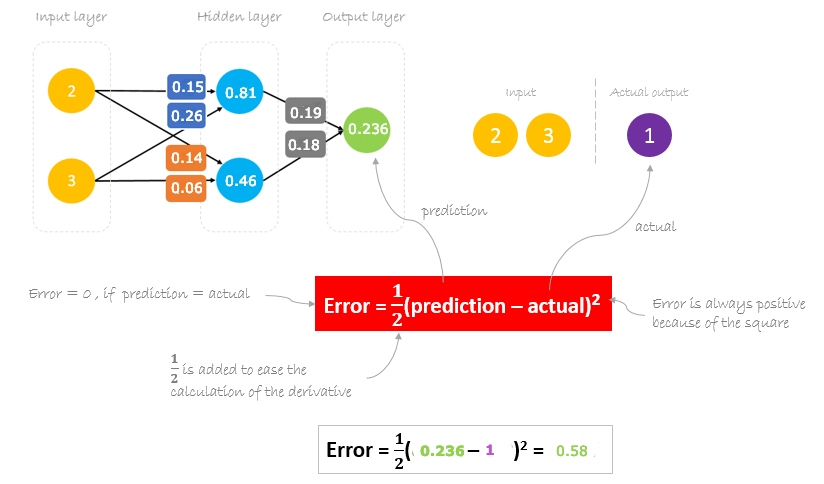 Input layer
Hidden layer
Output layer
2
0.15
0.81
0.26
0.19
Input
Actual output
2
3
1
0.236
0.14
0.18
3
0.06
0.46
prediction
actual
Error = 0 , if prediction = actual
Error = 1/2(prediction – actual)²
Error is always positive
because of the square
1/2 is added to ease the
calculation of the derivative
Error = 1/2( 0.236 – 1 )² = 0.58